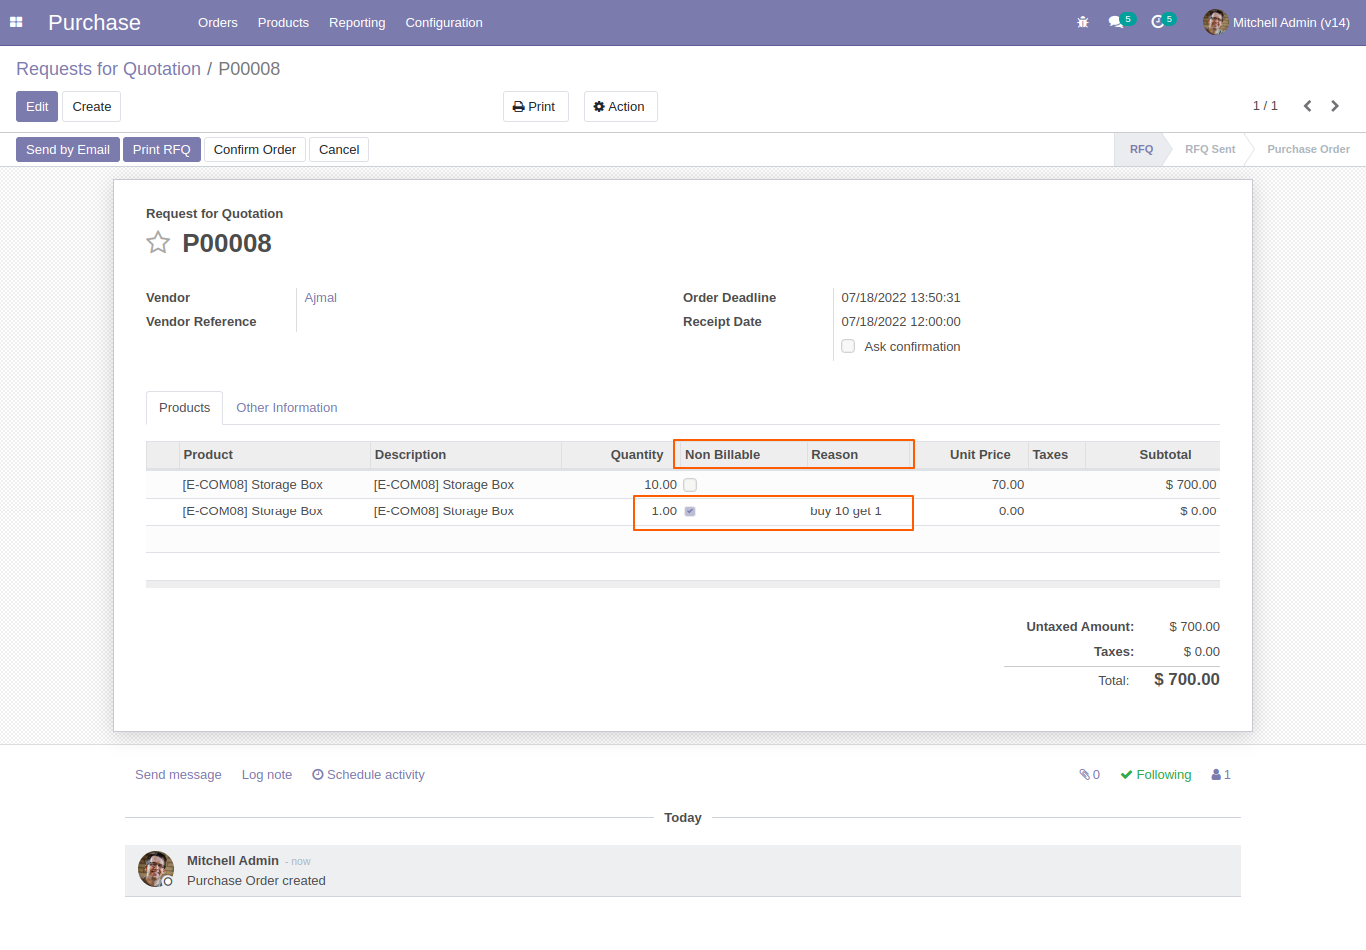 Purchase Orders Products Reporting Configuration 5 5 Mitchell Admin (v14)
Requests for Quotation / P00008
Edit Create Print Action 1 / 1
Send by Email Print RFQ Confirm Order Cancel RFQ RFQ Sent Purchase Order
Request for Quotation
P00008
Vendor Ajmal Order Deadline 07/18/2022 13:50:31
Vendor Reference Receipt Date 07/18/2022 12:00:00
Ask confirmation
Products Other Information
Product Description Quantity Non Billable Reason Unit Price Taxes Subtotal
[E-COM08] Storage Box [E-COM08] Storage Box 10.00 70.00 $ 700.00
[E-COM08] Storage Box [E-COM08] Storage Box 1.00 buy 10 get 1 0.00 $ 0.00
Untaxed Amount: $ 700.00
Taxes: $ 0.00
Total: $ 700.00
Send message Log note Schedule activity 0 Following 1
Today
Mitchell Admin - now
Purchase Order created